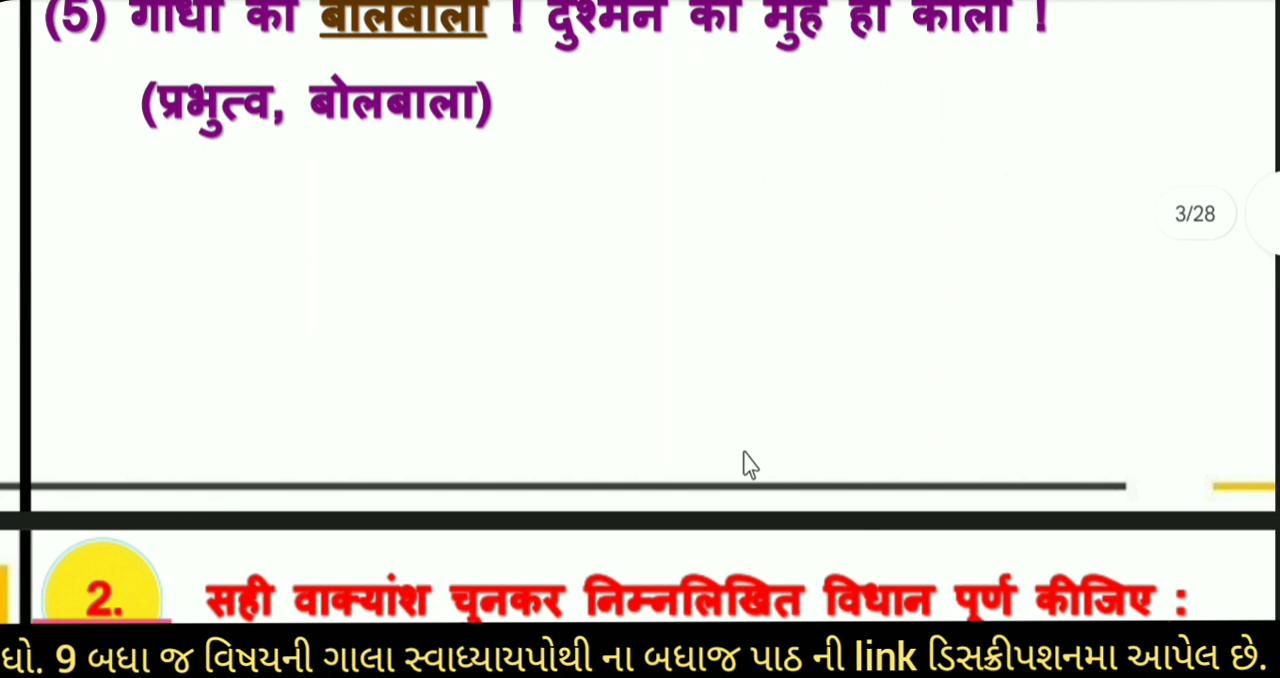 (5) गांधी का बोलबाला ! दुश्मन का मुँह हो काला !
(प्रभुत्व, बोलबाला)
3/28
2. सही वाक्यांश चुनकर निम्नलिखित विधान पूर्ण कीजिए :
ધો. 9 બધા જ વિષયની ગાલા સ્વાધ્યાયપોથી ના બધાજ પાઠ ની link ડિસક્રીપશનમા આપેલ છે.